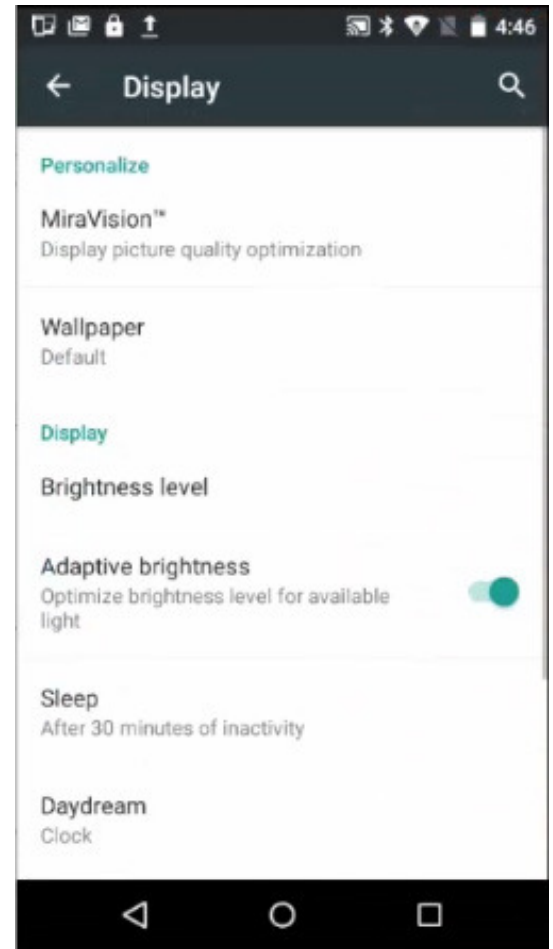 4:46
Display
Personalize
MiraVision™
Display picture quality optimization
Wallpaper
Default
Display
Brightness level
Adaptive brightness
Optimize brightness level for available
light
Sleep
After 30 minutes of inactivity
Daydream
Clock